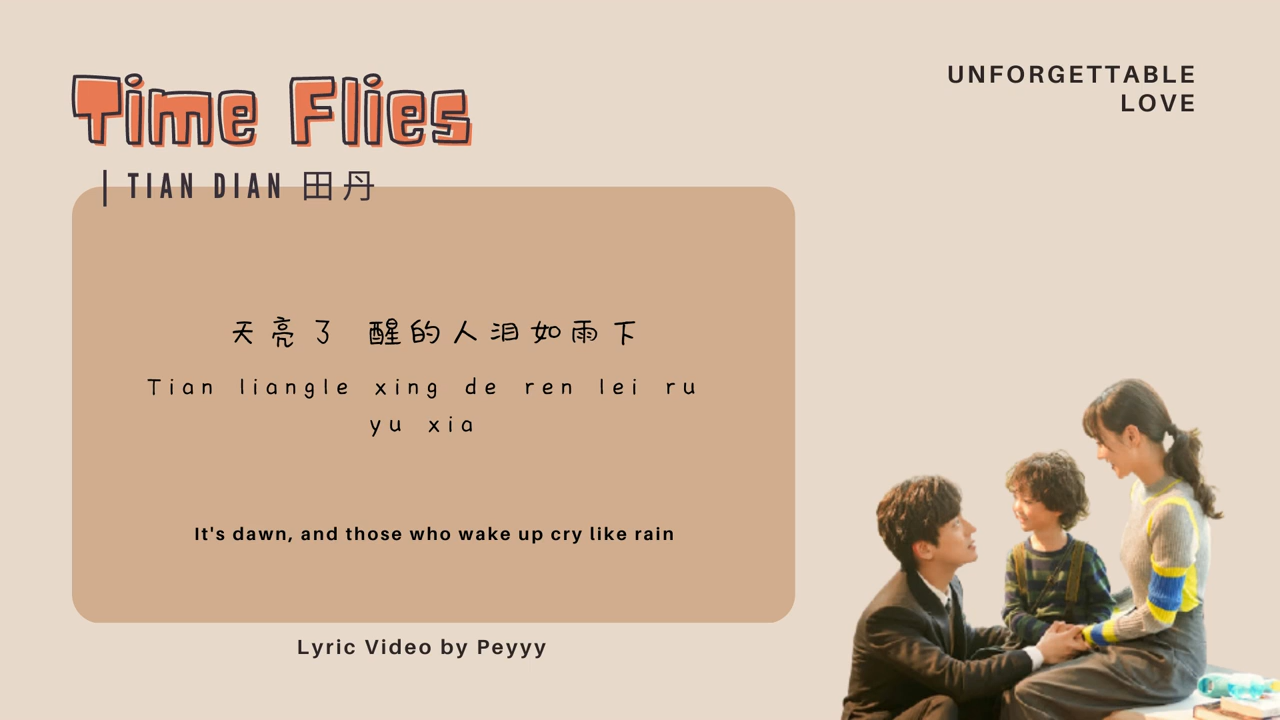 Time Flies
UNFORGETTABLE
LOVE
| TIAN DIAN 田丹
天亮了 醒的人泪如雨下
Tian liangle xing de ren lei ru
yu xia
It's dawn, and those who wake up cry like rain
Lyric Video by Peyyy